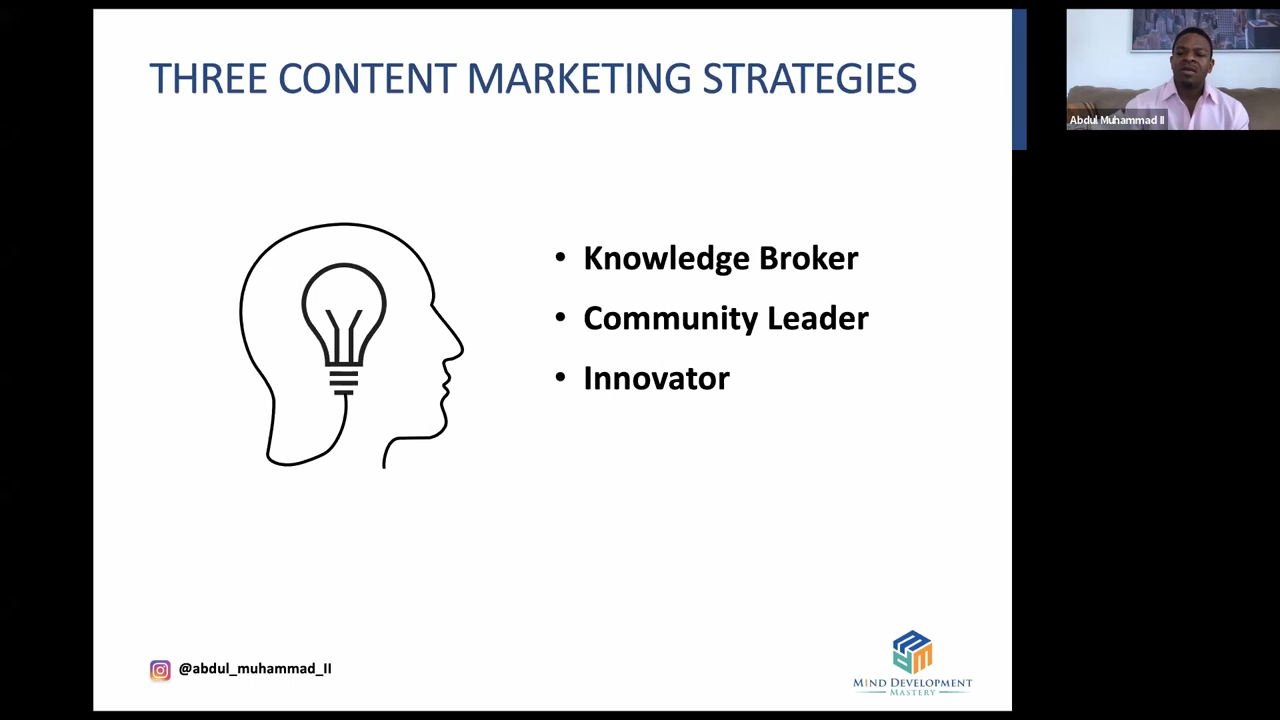 THREE CONTENT MARKETING STRATEGIES
Abdul Muhammad II
• Knowledge Broker
• Community Leader
• Innovator
@abdul_muhammad_II
MIND DEVELOPMENT
MASTERY